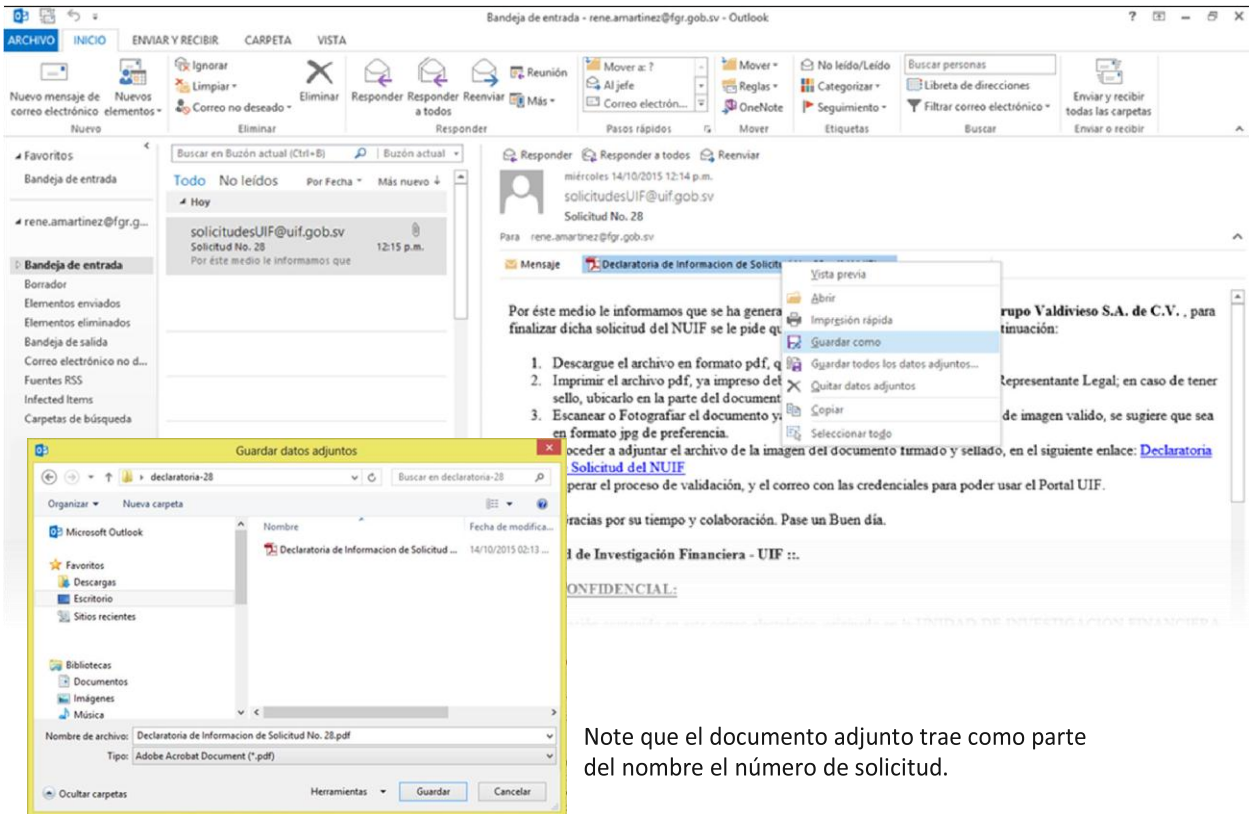 Bandeja de entrada - rene.amartinez@fgr.gob.sv - Outlook
ARCHIVO INICIO ENVIAR Y RECIBIR CARPETA VISTA
Nuevo mensaje de correo electrónico
Nuevos elementos
Nuevo
Ignorar
Limpiar
Correo no deseado
Eliminar
Eliminar
Responder
Responder a todos
Reenviar
Reunión
Más
Responder
Mover a: ?
Al jefe
Correo electrón...
Pasos rápidos
Mover
Reglas
OneNote
Mover
No leído/Leído
Categorizar
Seguimiento
Etiquetas
Buscar personas
Libreta de direcciones
Filtrar correo electrónico
Buscar
Enviar y recibir todas las carpetas
Enviar o recibir
Favoritos
Bandeja de entrada
rene.amartinez@fgr.g...
Bandeja de entrada
Borrador
Elementos enviados
Elementos eliminados
Bandeja de salida
Correo electrónico no d...
Fuentes RSS
Infected Items
Carpetas de búsqueda
Buscar en Buzón actual (Ctrl+B) Buzón actual
Todo No leídos Por Fecha Más nuevo
Hoy
solicitudesUIF@uif.gob.sv
Solicitud No. 28 12:15 p.m.
Por éste medio le informamos que
Responder Responder a todos Reenviar
miércoles 14/10/2015 12:14 p.m.
solicitudesUIF@uif.gob.sv
Solicitud No. 28
Para rene.amartinez@fgr.gob.sv
Mensaje Declaratoria de Informacion de Solicitu
Vista previa
Abrir
Impresión rápida
Guardar como
Guardar todos los datos adjuntos...
Quitar datos adjuntos
Copiar
Seleccionar todo
Por éste medio le informamos que se ha genera rupo Valdivieso S.A. de C.V. , para
finalizar dicha solicitud del NUIF se le pide qu tinuación:
1. Descargue el archivo en formato pdf, q
2. Imprimir el archivo pdf, ya impreso deb Representante Legal; en caso de tener
sello, ubicarlo en la parte del document
3. Escanear o Fotografiar el documento ya de imagen valido, se sugiere que sea
en formato jpg de preferencia.
oceder a adjuntar el archivo de la imagen del documento firmado y sellado, en el siguiente enlace: Declaratoria
Solicitud del NUIF
perar el proceso de validación, y el correo con las credenciales para poder usar el Portal UIF.
racias por su tiempo y colaboración. Pase un Buen día.
d de Investigación Financiera - UIF ::.
ONFIDENCIAL:
UNIDAD DE INVESTIGACION FINANCIERA
Guardar datos adjuntos
declaratoria-28 Buscar en declaratoria-28
Organizar Nueva carpeta
Microsoft Outlook
Favoritos
Descargas
Escritorio
Sitios recientes
Bibliotecas
Documentos
Imágenes
Música
Nombre Fecha de modifica...
Declaratoria de Informacion de Solicitud ... 14/10/2015 02:13 ...
Nombre de archivo: Declaratoria de Informacion de Solicitud No. 28.pdf
Tipo: Adobe Acrobat Document (*.pdf)
Ocultar carpetas Herramientas Guardar Cancelar
Note que el documento adjunto trae como parte
del nombre el número de solicitud.